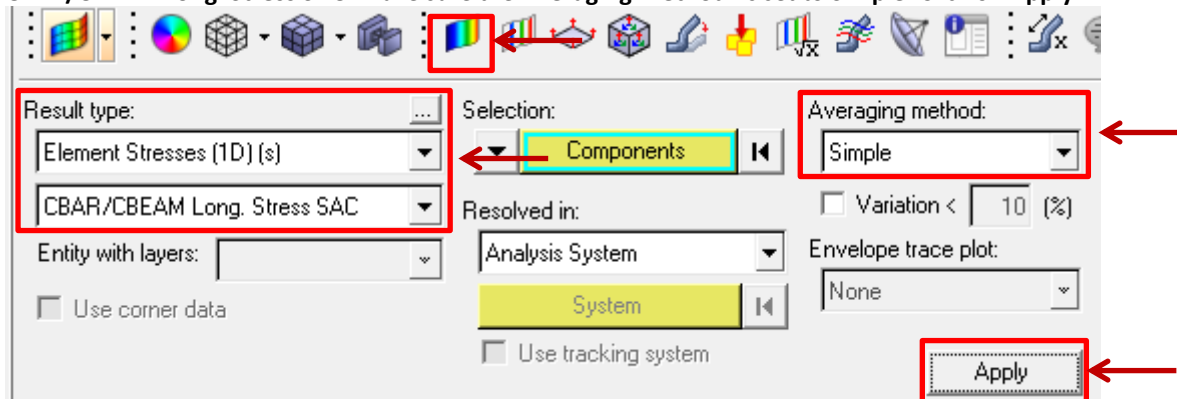 Result type:
...
Selection:
Averaging method:
Element Stresses (1D) (s)
Components
Simple
CBAR/CBEAM Long. Stress SAC
Resolved in:
Variation < 10 (%)
Entity with layers:
Analysis System
Envelope trace plot:
Use corner data
System
None
Use tracking system
Apply